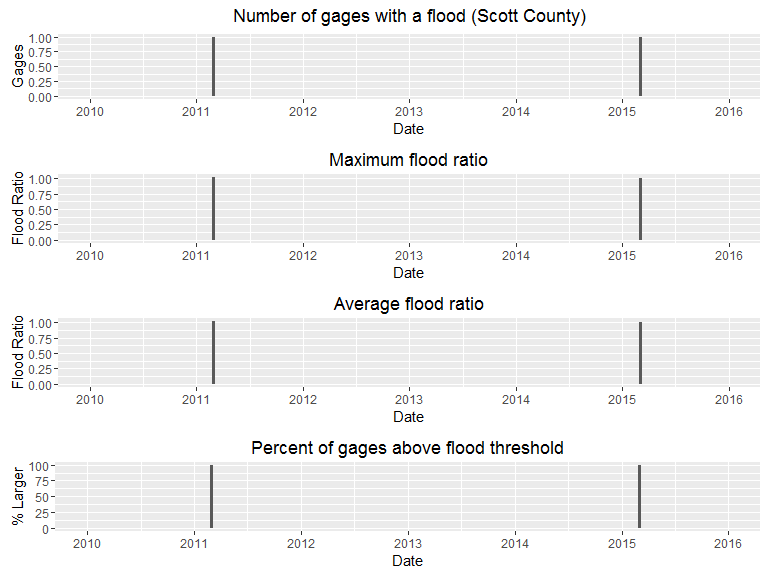 Number of gages with a flood (Scott County)
Gages
1.00
0.75
0.50
0.25
0.00
2010 2011 2012 2013 2014 2015 2016
Date
Maximum flood ratio
Flood Ratio
1.00
0.75
0.50
0.25
0.00
2010 2011 2012 2013 2014 2015 2016
Date
Average flood ratio
Flood Ratio
1.00
0.75
0.50
0.25
0.00
2010 2011 2012 2013 2014 2015 2016
Date
Percent of gages above flood threshold
% Larger
100
75
50
25
0
2010 2011 2012 2013 2014 2015 2016
Date